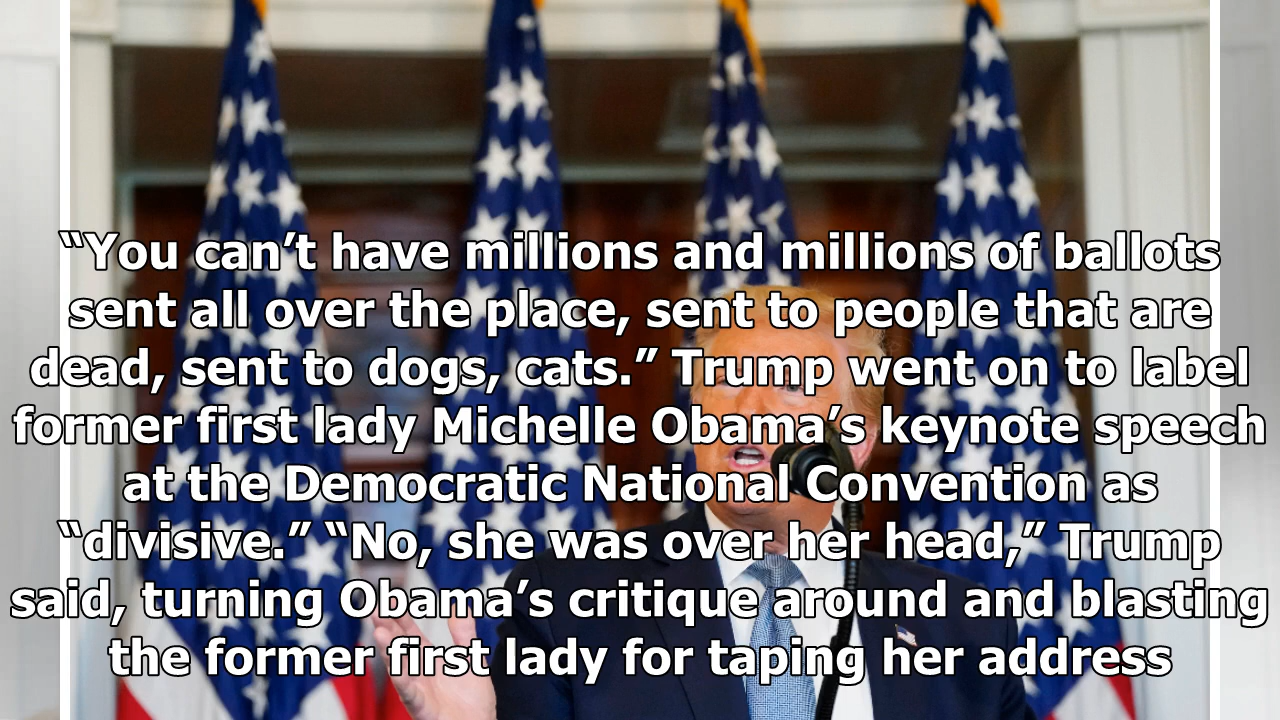 “You can’t have millions and millions of ballots
sent all over the place, sent to people that are
dead, sent to dogs, cats.” Trump went on to label
former first lady Michelle Obama’s keynote speech
at the Democratic National Convention as
“divisive.” “No, she was over her head,” Trump
said, turning Obama’s critique around and blasting
the former first lady for taping her address